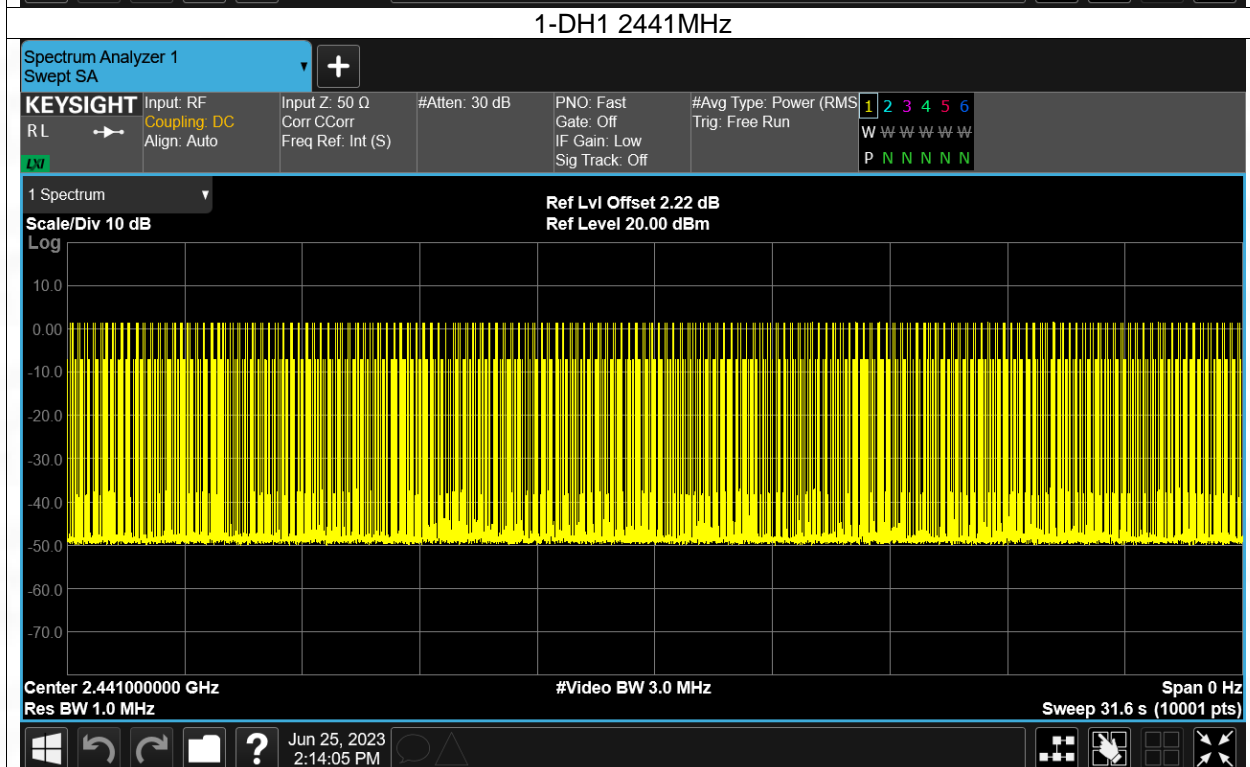 1-DH1 2441MHz
Spectrum Analyzer 1
Swept SA
KEYSIGHT
R L
LXI
Input: RF
Coupling: DC
Align: Auto
Input Z: 50 Ω
Corr CCorr
Freq Ref: Int (S)
#Atten: 30 dB
PNO: Fast
Gate: Off
IF Gain: Low
Sig Track: Off
#Avg Type: Power (RMS
Trig: Free Run
1 2 3 4 5 6
W W W W W W
P N N N N N
1 Spectrum
Scale/Div 10 dB
Log
Ref Lvl Offset 2.22 dB
Ref Level 20.00 dBm
10.0
0.00
-10.0
-20.0
-30.0
-40.0
-50.0
-60.0
-70.0
Center 2.441000000 GHz
Res BW 1.0 MHz
#Video BW 3.0 MHz
Span 0 Hz
Sweep 31.6 s (10001 pts)
?
Jun 25, 2023
2:14:05 PM